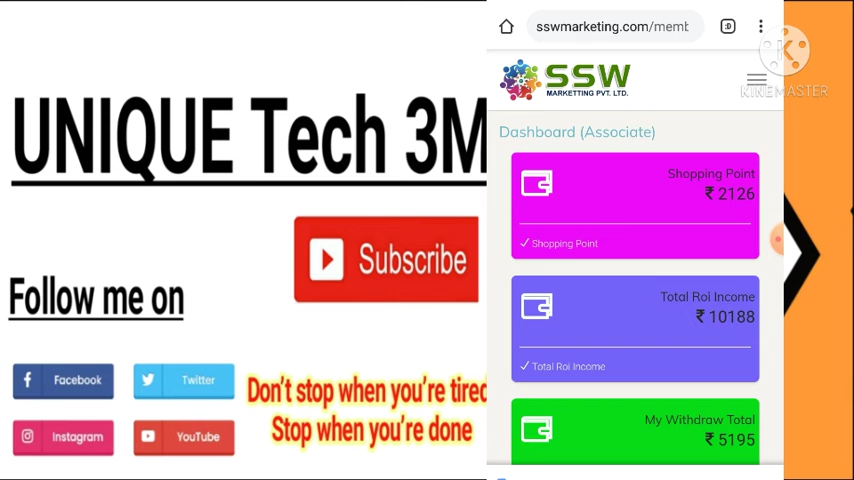 UNIQUE Tech 3M
Subscribe
Follow me on
Facebook
Twitter
Instagram
YouTube
Don't stop when you're tired
Stop when you're done
sswmarketing.com/memb
:D
SSW
MARKETTING PVT. LTD.
Dashboard (Associate)
Shopping Point
₹ 2126
✓ Shopping Point
Total Roi Income
₹ 10188
✓ Total Roi Income
My Withdraw Total
₹ 5195
KINEMASTER